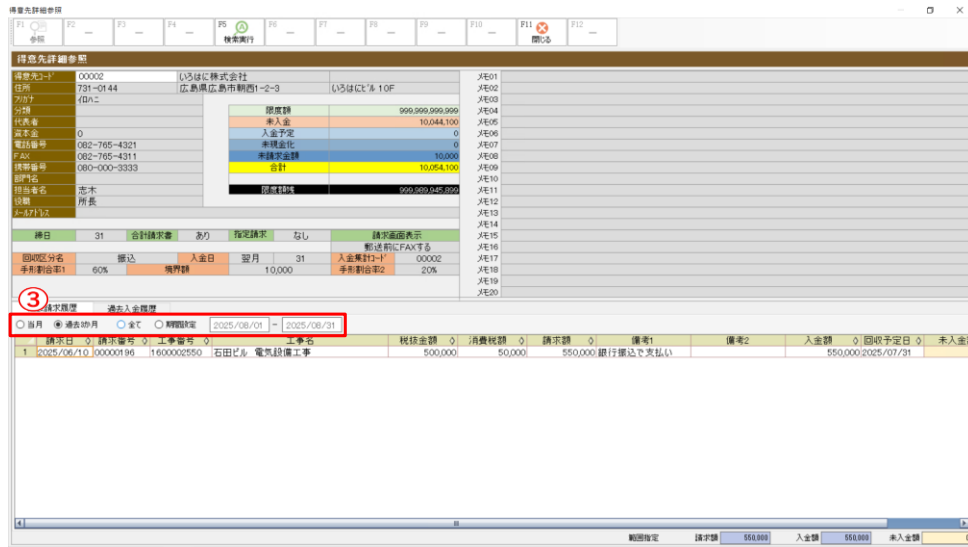 得意先詳細参照
F1 参照 F2 F3 F4 F5 検索実行 F6 F7 F8 F9 F10 F11 閉じる F12
得意先詳細参照
得意先ｺｰﾄﾞ 00002 いろはに株式会社 メモ01
住所 731-0144 広島県広島市朝西1-2-3 いろはにﾋﾞﾙ 10F メモ02
ﾌﾘｶﾞﾅ ｲﾛﾊﾆ メモ03
分類 限度額 999,999,999,999 メモ04
代表者 未入金 10,044,100 メモ05
資本金 0 入金予定 0 メモ06
電話番号 082-765-4321 未現金化 0 メモ07
FAX 082-765-4311 未請求金額 10,000 メモ08
携帯番号 080-000-3333 合計 10,054,100 メモ09
部門名 メモ10
担当者名 志木 限度額残 999,989,945,899 メモ11
役職 所長 メモ12
ﾒｰﾙｱﾄﾞﾚｽ メモ13
メモ14
締日 31 合計請求書 あり 指定請求 なし 請求画面表示 メモ15
郵送前にFAXする メモ16
回収区分名 振込 入金日 翌月 31 入金集計ｺｰﾄﾞ 00002 メモ17
手形割合率1 60% 境界額 10,000 手形割合率2 20% メモ18
メモ19
メモ20
③
請求履歴 過去入金履歴
当月 過去3か月 全て 期間設定 2025/08/01 ~ 2025/08/31
請求日 請求番号 工事番号 工事名 税抜金額 消費税額 請求額 備考1 備考2 入金額 回収予定日 未入金
1 2025/06/10 00000196 1600002550 石田ビル 電気設備工事 500,000 50,000 550,000 銀行振込で支払い 550,000 2025/07/31
範囲指定 請求額 550,000 入金額 550,000 未入金額